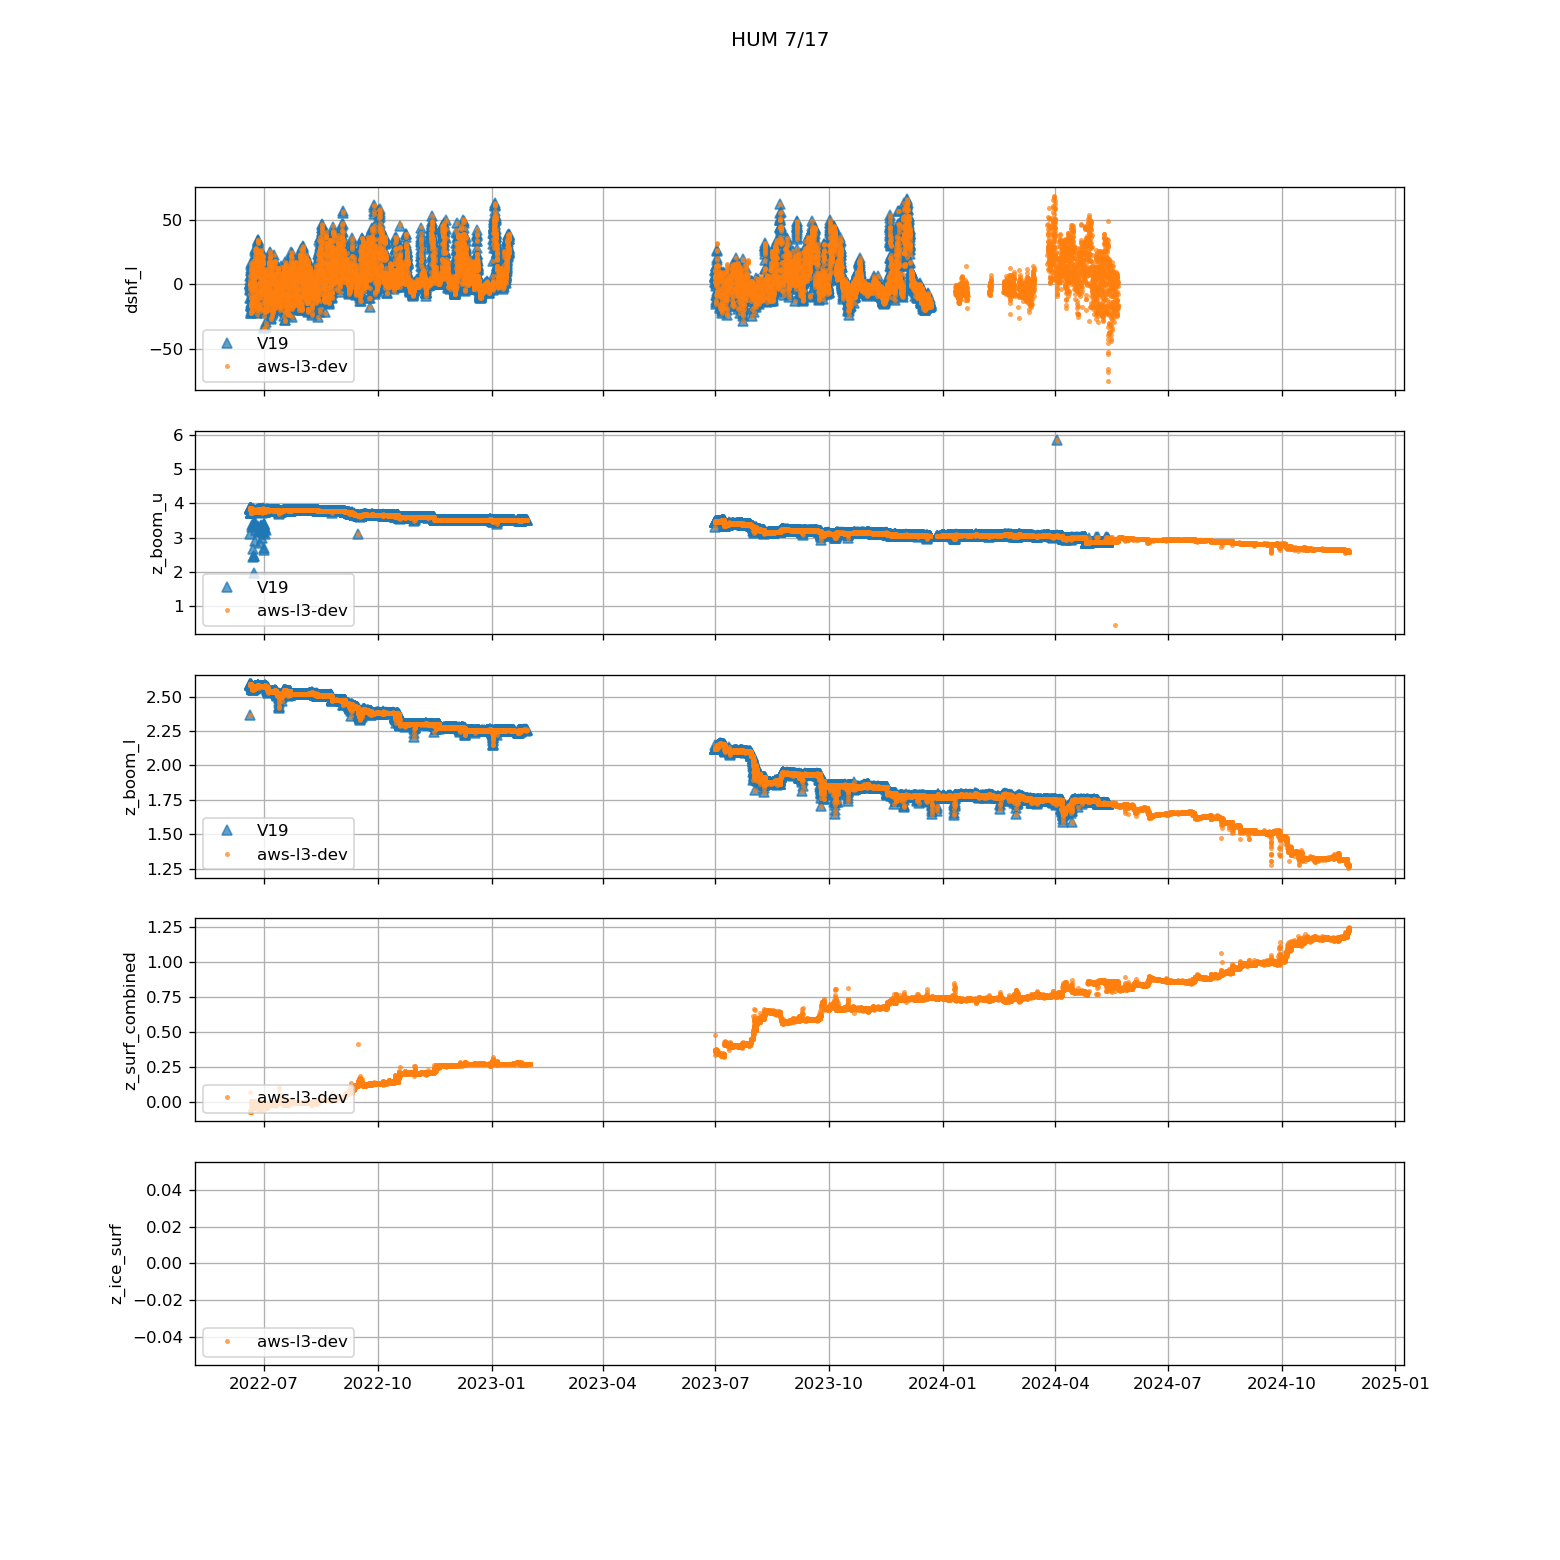 HUM 7/17
dshf_l
50
0
−50
V19
aws-l3-dev
z_boom_u
6
5
4
3
2
1
V19
aws-l3-dev
z_boom_l
2.50
2.25
2.00
1.75
1.50
1.25
V19
aws-l3-dev
z_surf_combined
1.25
1.00
0.75
0.50
0.25
0.00
aws-l3-dev
z_ice_surf
0.04
0.02
0.00
−0.02
−0.04
aws-l3-dev
2022-07 2022-10 2023-01 2023-04 2023-07 2023-10 2024-01 2024-04 2024-07 2024-10 2025-01